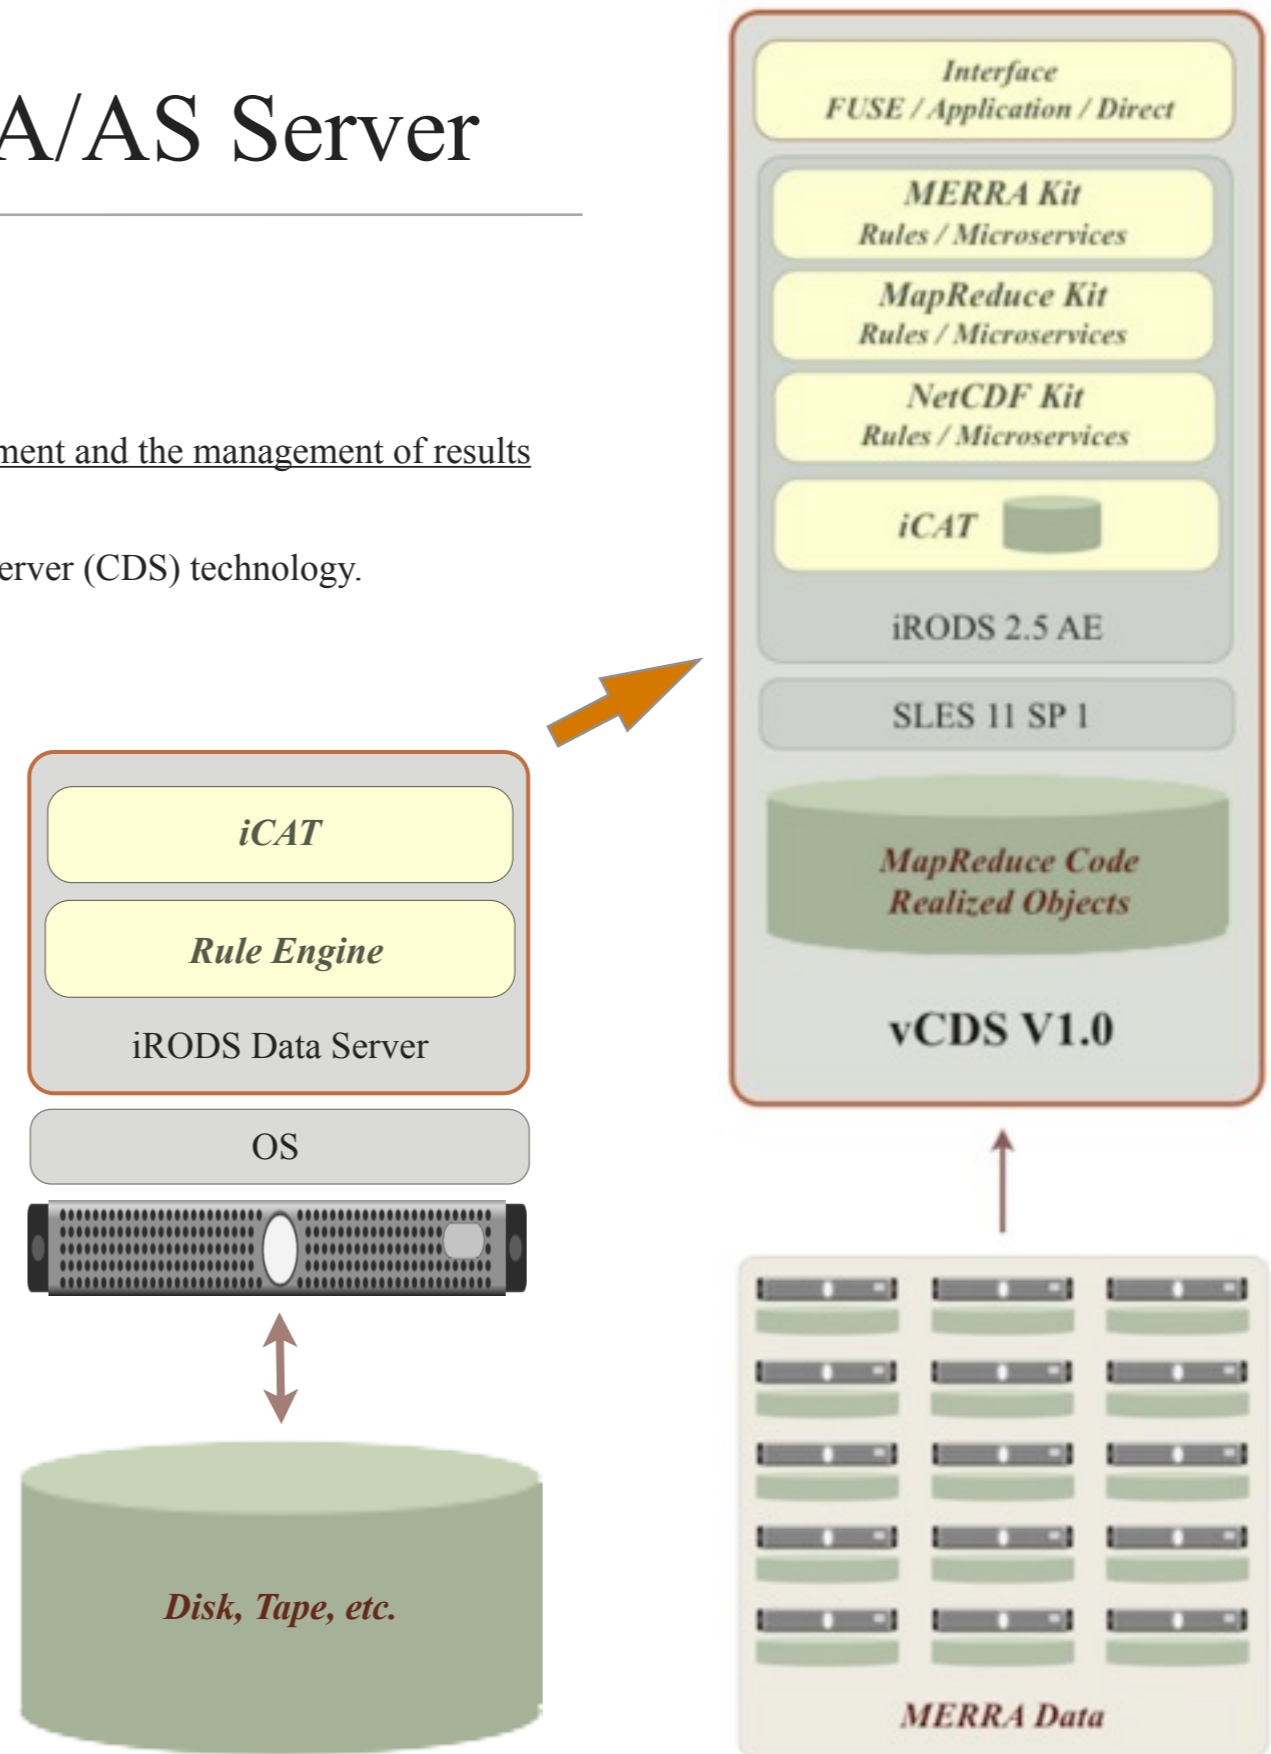 A/AS Server
ment and the management of results
erver (CDS) technology.
iCAT
Rule Engine
iRODS Data Server
OS
Disk, Tape, etc.
Interface
FUSE / Application / Direct
MERRA Kit
Rules / Microservices
MapReduce Kit
Rules / Microservices
NetCDF Kit
Rules / Microservices
iCAT
iRODS 2.5 AE
SLES 11 SP 1
MapReduce Code
Realized Objects
vCDS V1.0
MERRA Data